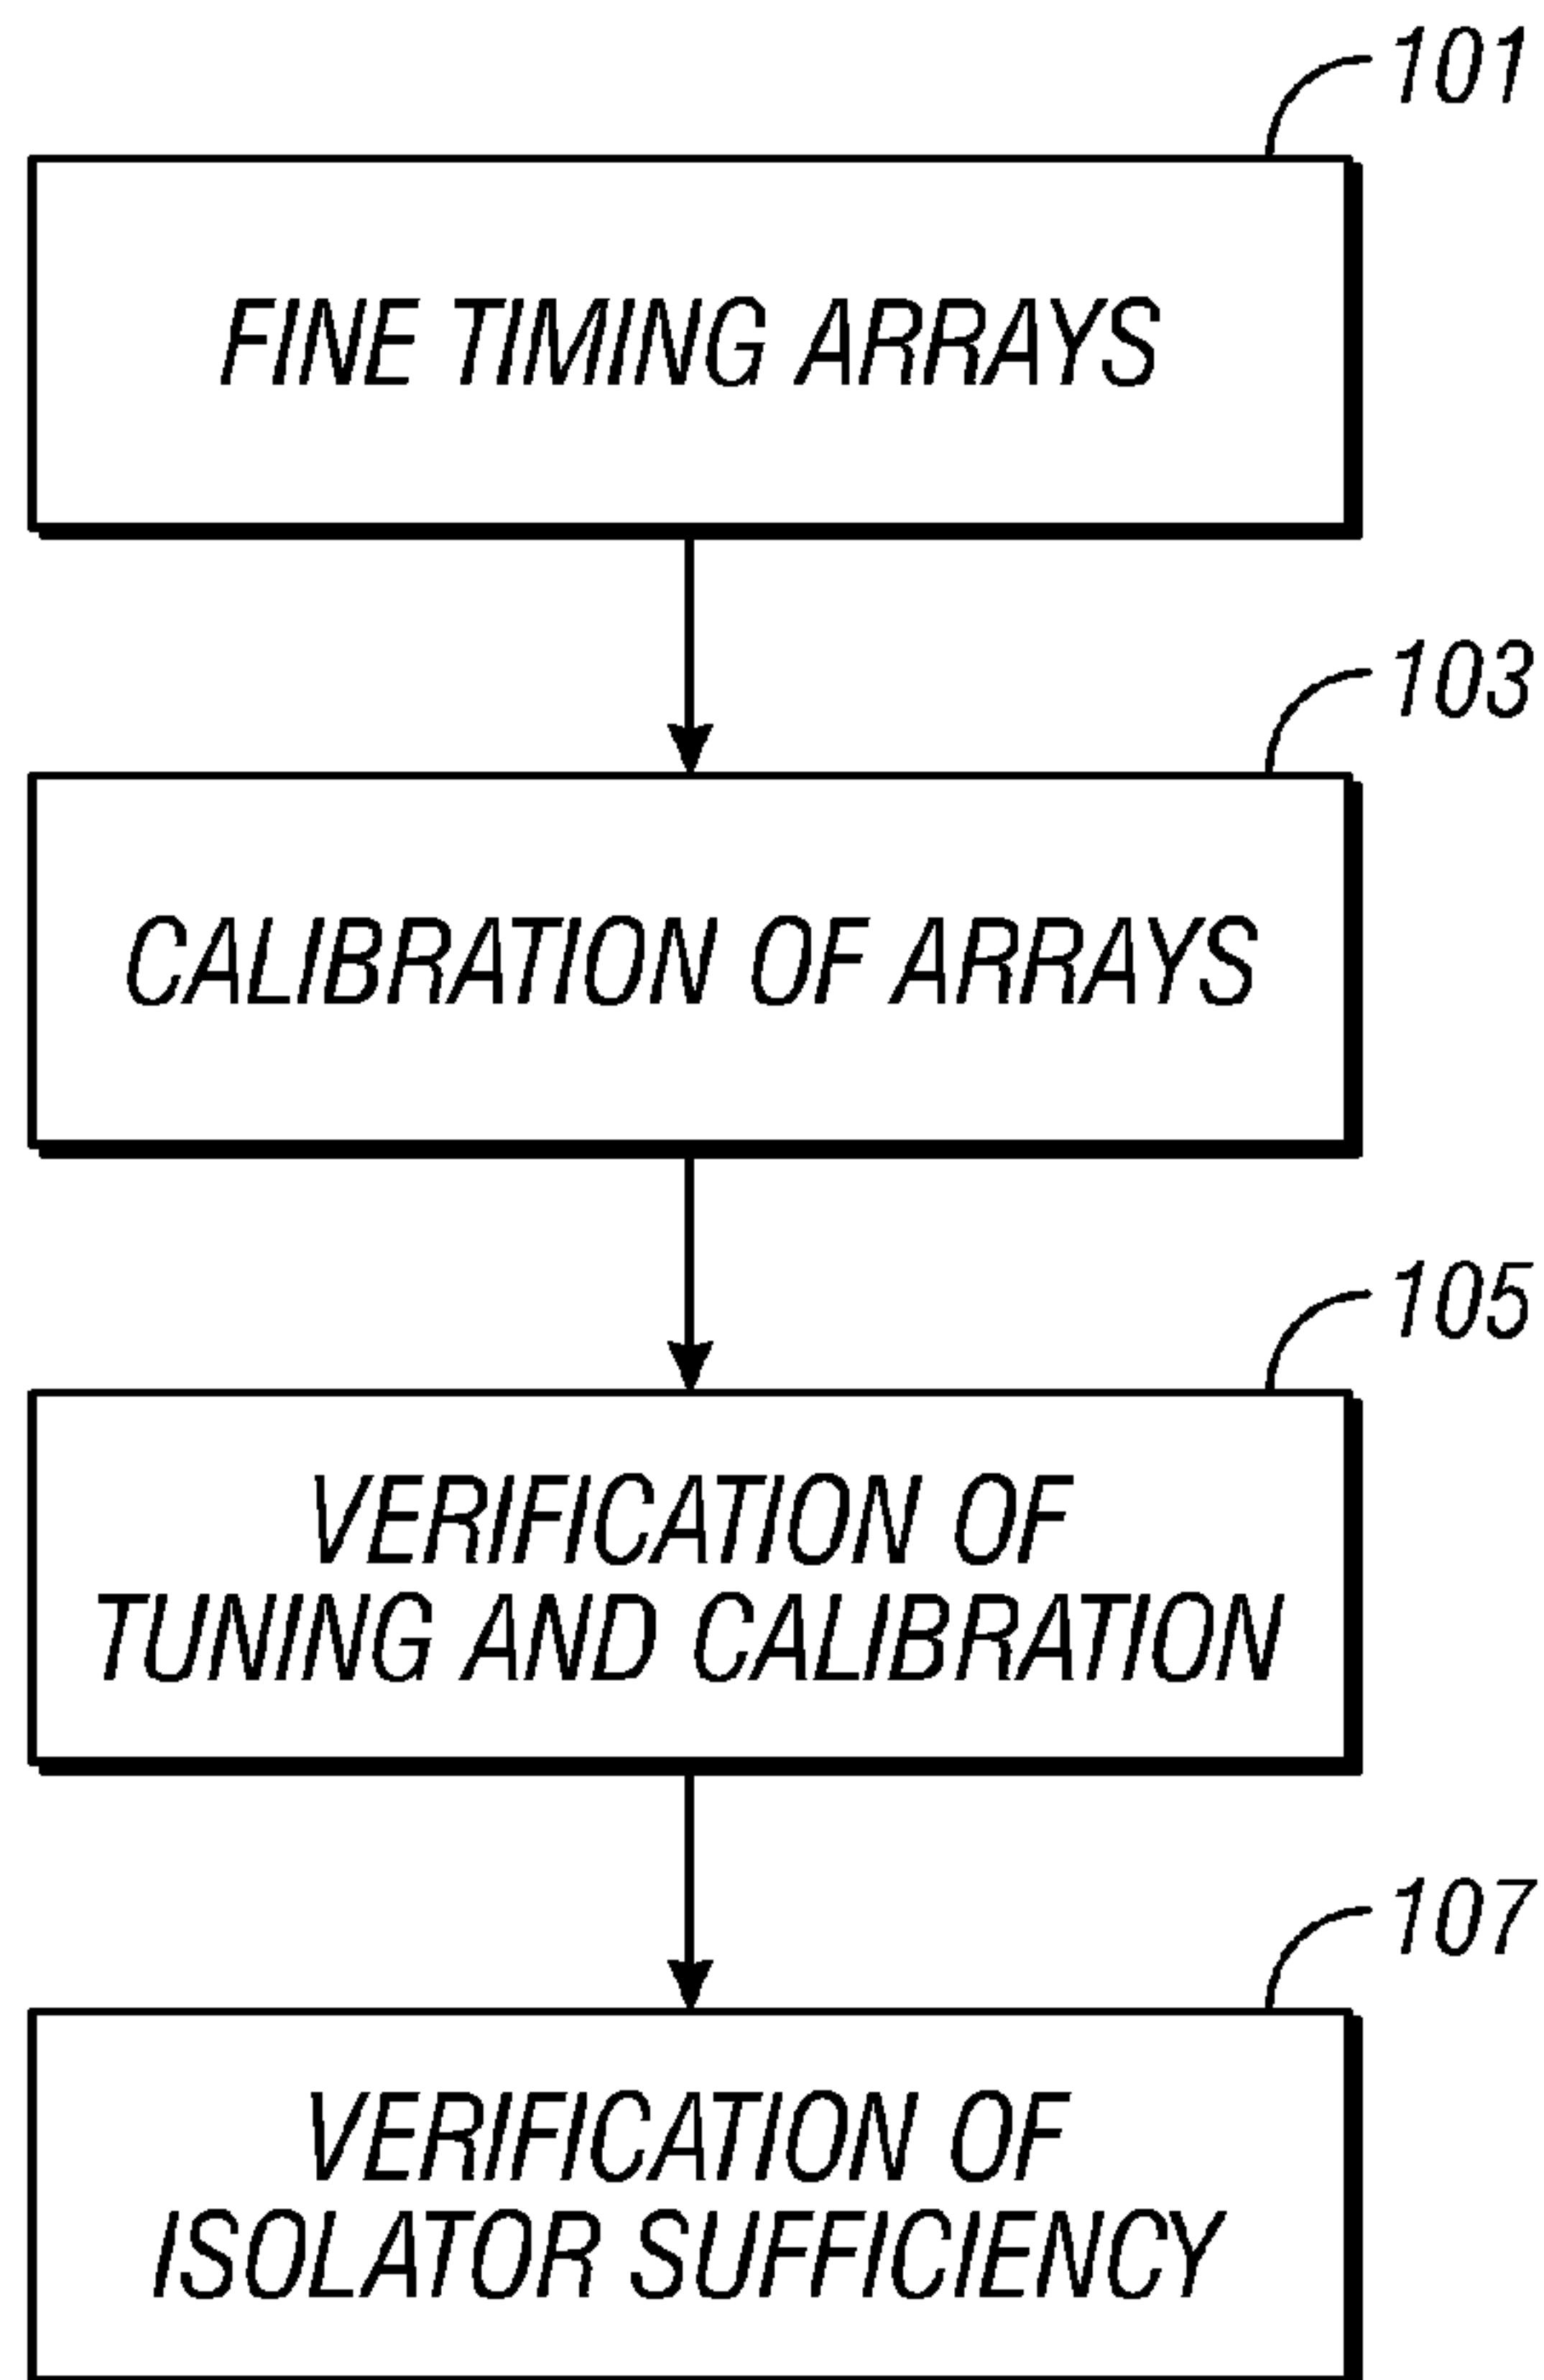 101
FINE TIMING ARRAYS
103
CALIBRATION OF ARRAYS
105
VERIFICATION OF
TUNING AND CALIBRATION
107
VERIFICATION OF
ISOLATOR SUFFICIENCY